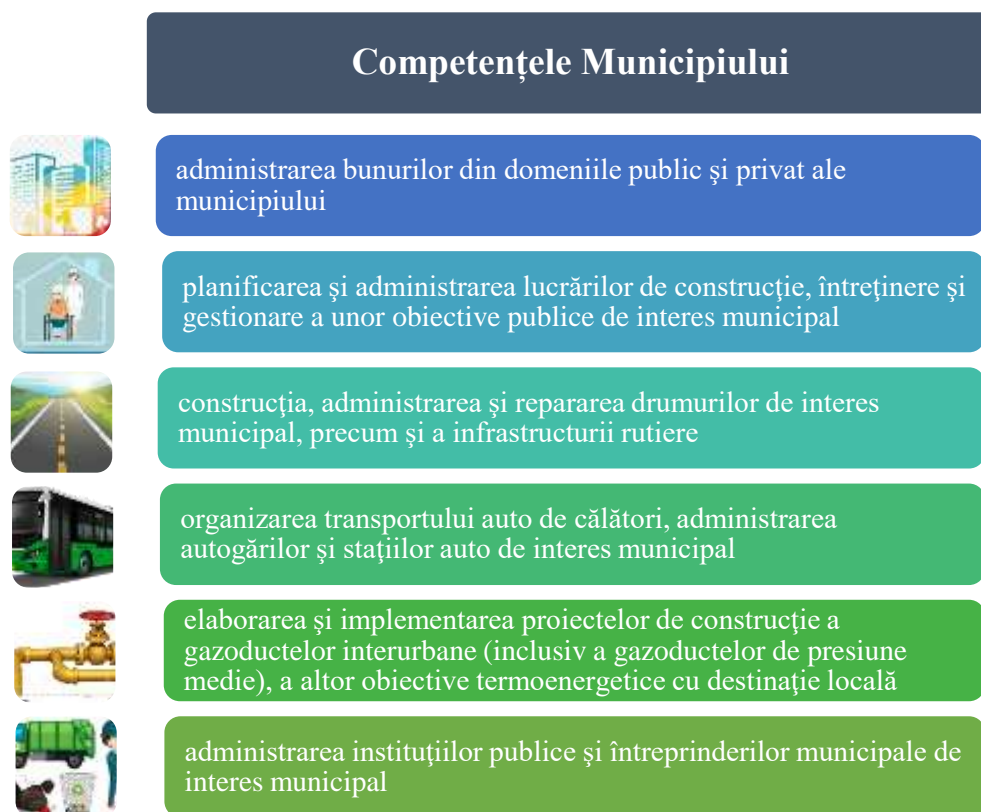 Competențele Municipiului
administrarea bunurilor din domeniile public şi privat ale
municipiului
planificarea şi administrarea lucrărilor de construcţie, întreţinere şi
gestionare a unor obiective publice de interes municipal
construcţia, administrarea şi repararea drumurilor de interes
municipal, precum şi a infrastructurii rutiere
organizarea transportului auto de călători, administrarea
autogărilor şi staţiilor auto de interes municipal
elaborarea şi implementarea proiectelor de construcţie a
gazoductelor interurbane (inclusiv a gazoductelor de presiune
medie), a altor obiective termoenergetice cu destinaţie locală
administrarea instituţiilor publice şi întreprinderilor municipale de
interes municipal